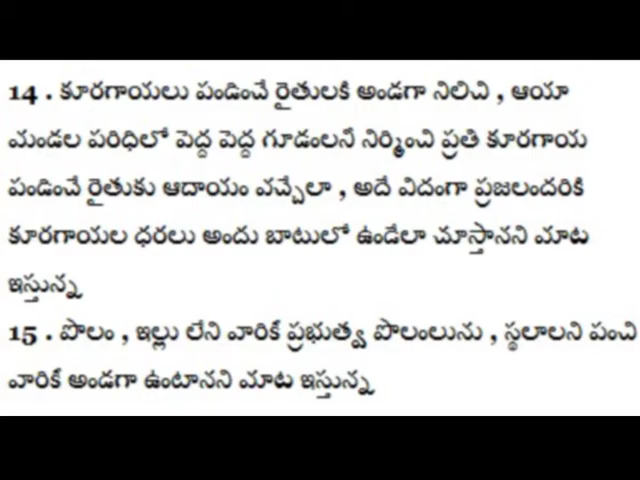 14 . కూరగాయలు పండించే రైతులకి అండగా నిలిచి , ఆయా
మండల పరిధిలో పెద్ద పెద్ద గూడంలని నిర్మించి ప్రతి కూరగాయ
పండించే రైతుకు ఆదాయం వచ్చేలా , అదే విదంగా ప్రజలందరికి
కూరగాయల ధరలు అందు బాటులో ఉండేలా చూస్తానని మాట
ఇస్తున్న
15 . పొలం , ఇల్లు లేని వారికే ప్రభుత్వ పొలంలును , స్థలాలని పంచి
వారికే అండగా ఉంటానని మాట ఇస్తున్న